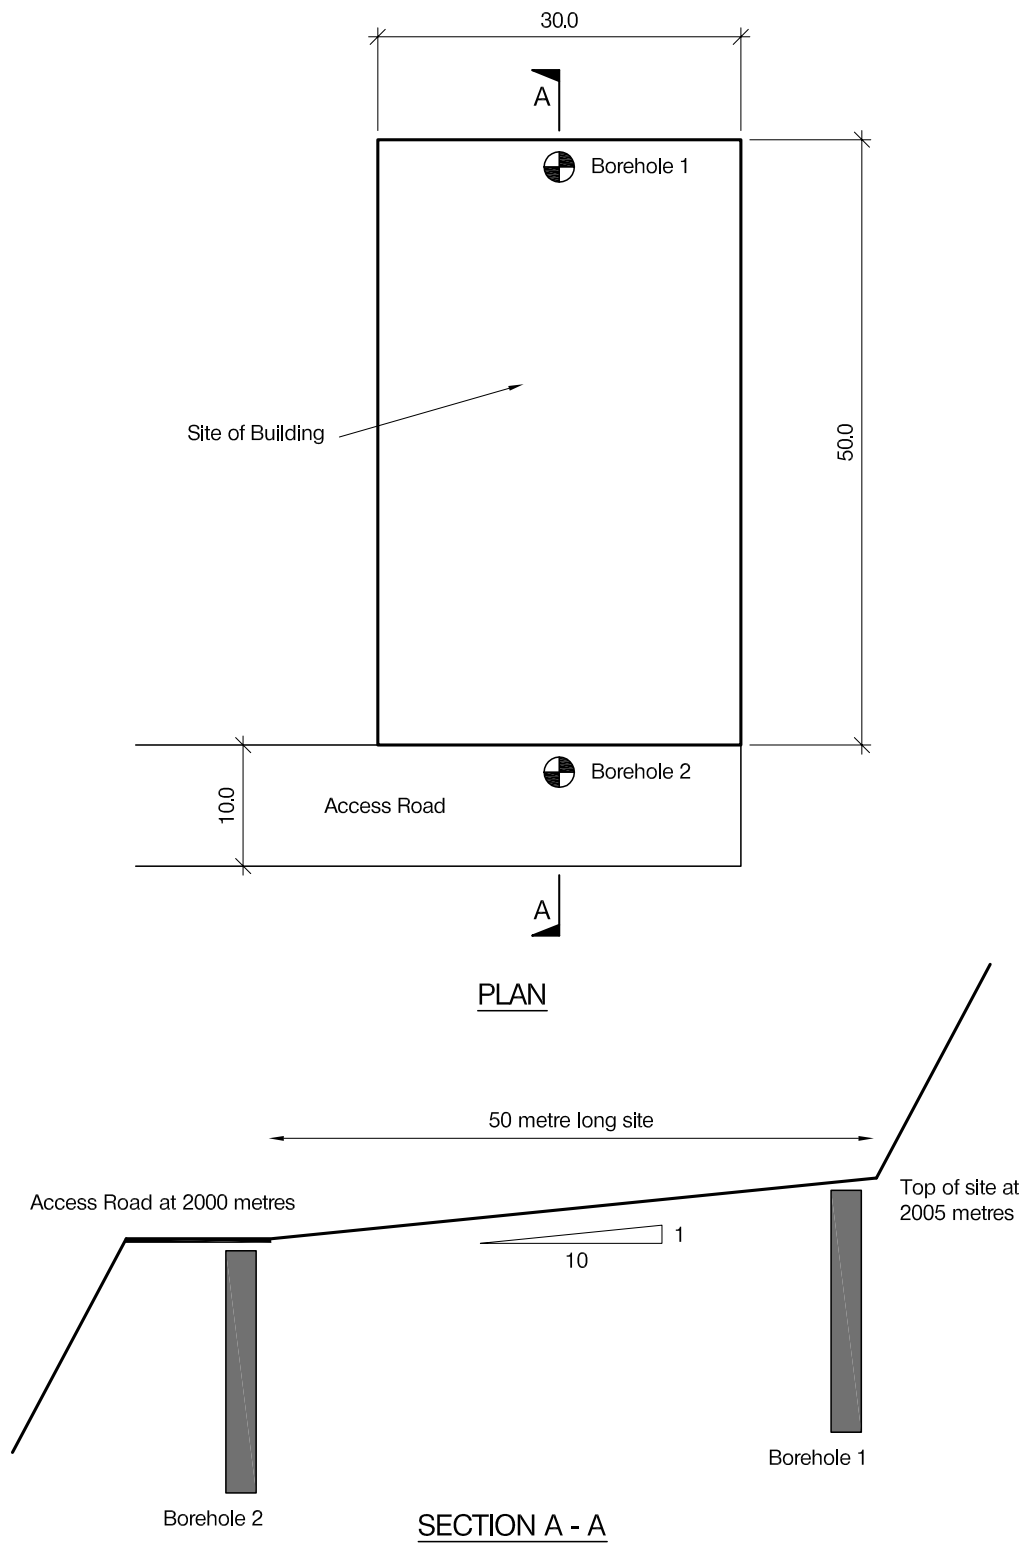 30.0
A
Borehole 1
Site of Building
50.0
Borehole 2
10.0
Access Road
A
PLAN
50 metre long site
Access Road at 2000 metres
Top of site at
2005 metres
1
10
Borehole 1
Borehole 2
SECTION A - A